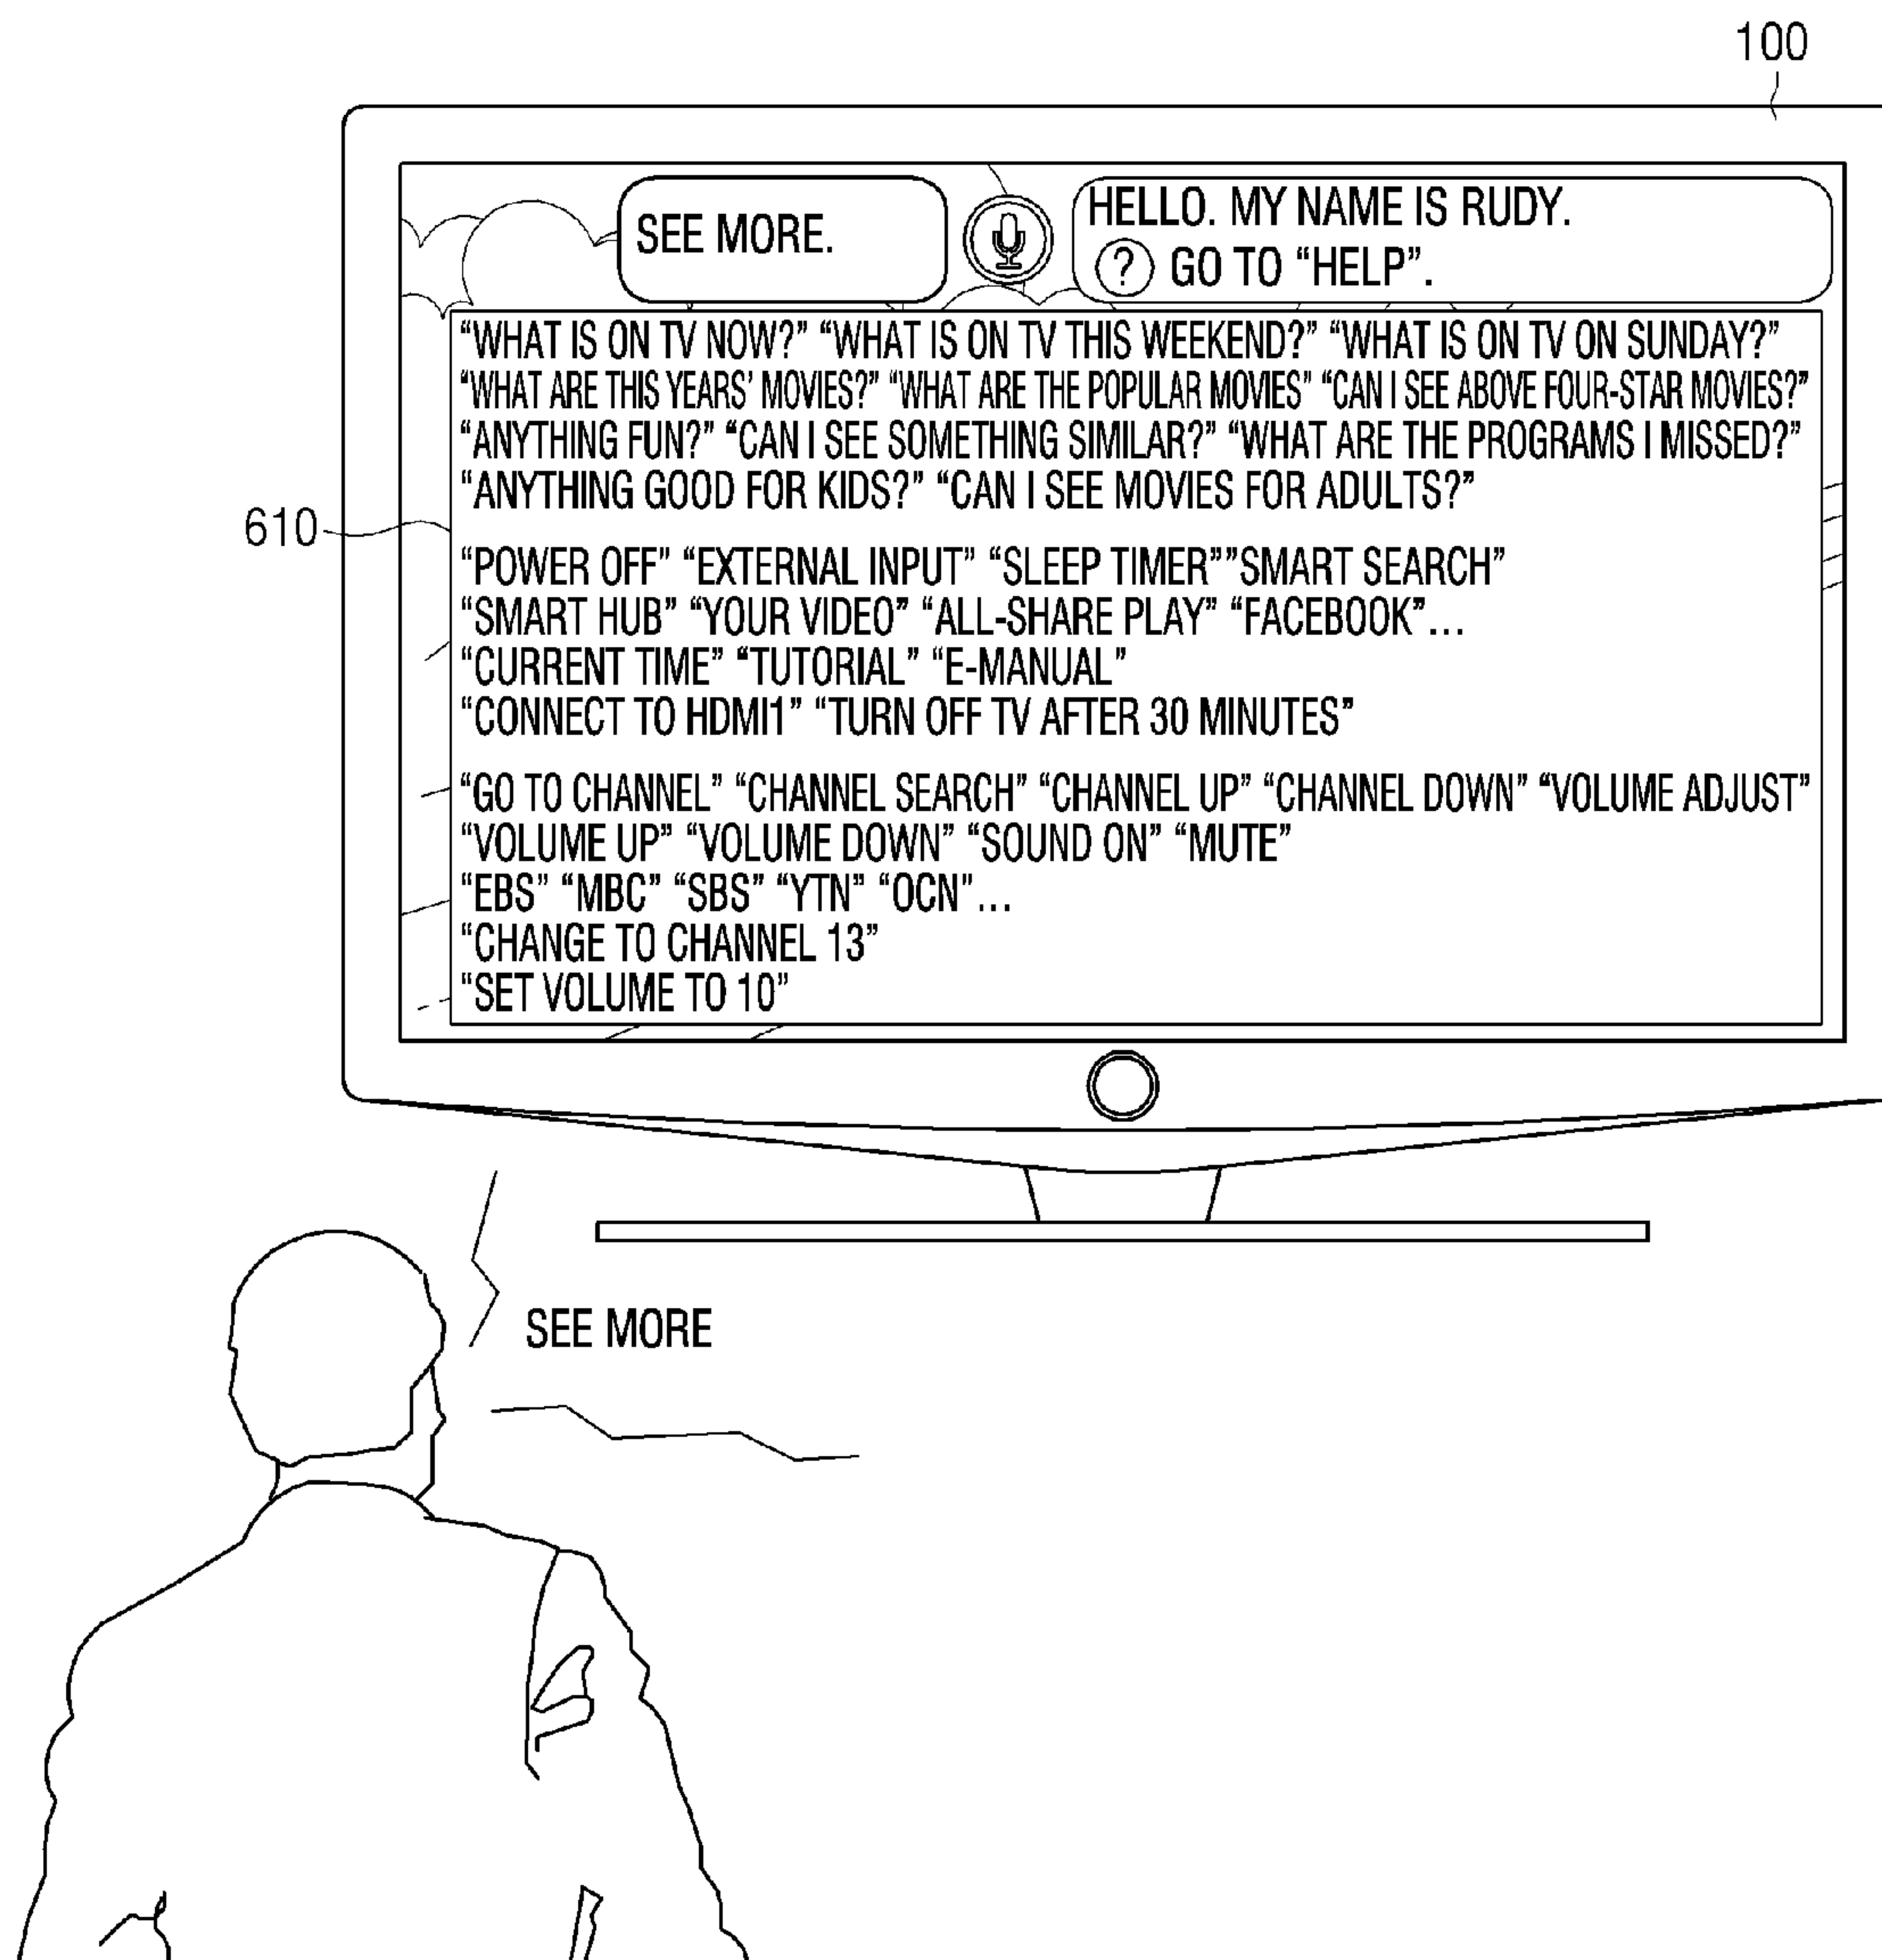 100
SEE MORE.
HELLO. MY NAME IS RUDY.
? GO TO “HELP”.
“WHAT IS ON TV NOW?” “WHAT IS ON TV THIS WEEKEND?” “WHAT IS ON TV ON SUNDAY?”
“WHAT ARE THIS YEARS’ MOVIES?” “WHAT ARE THE POPULAR MOVIES” “CAN I SEE ABOVE FOUR-STAR MOVIES?”
“ANYTHING FUN?” “CAN I SEE SOMETHING SIMILAR?” “WHAT ARE THE PROGRAMS I MISSED?”
“ANYTHING GOOD FOR KIDS?” “CAN I SEE MOVIES FOR ADULTS?”
610
“POWER OFF” “EXTERNAL INPUT” “SLEEP TIMER””SMART SEARCH”
“SMART HUB” “YOUR VIDEO” “ALL-SHARE PLAY” “FACEBOOK”...
“CURRENT TIME” “TUTORIAL” “E-MANUAL”
“CONNECT TO HDMI1” “TURN OFF TV AFTER 30 MINUTES”
“GO TO CHANNEL” “CHANNEL SEARCH” “CHANNEL UP” “CHANNEL DOWN” “VOLUME ADJUST”
“VOLUME UP” “VOLUME DOWN” “SOUND ON” “MUTE”
“EBS” “MBC” “SBS” “YTN” “OCN”...
“CHANGE TO CHANNEL 13”
“SET VOLUME TO 10”
SEE MORE